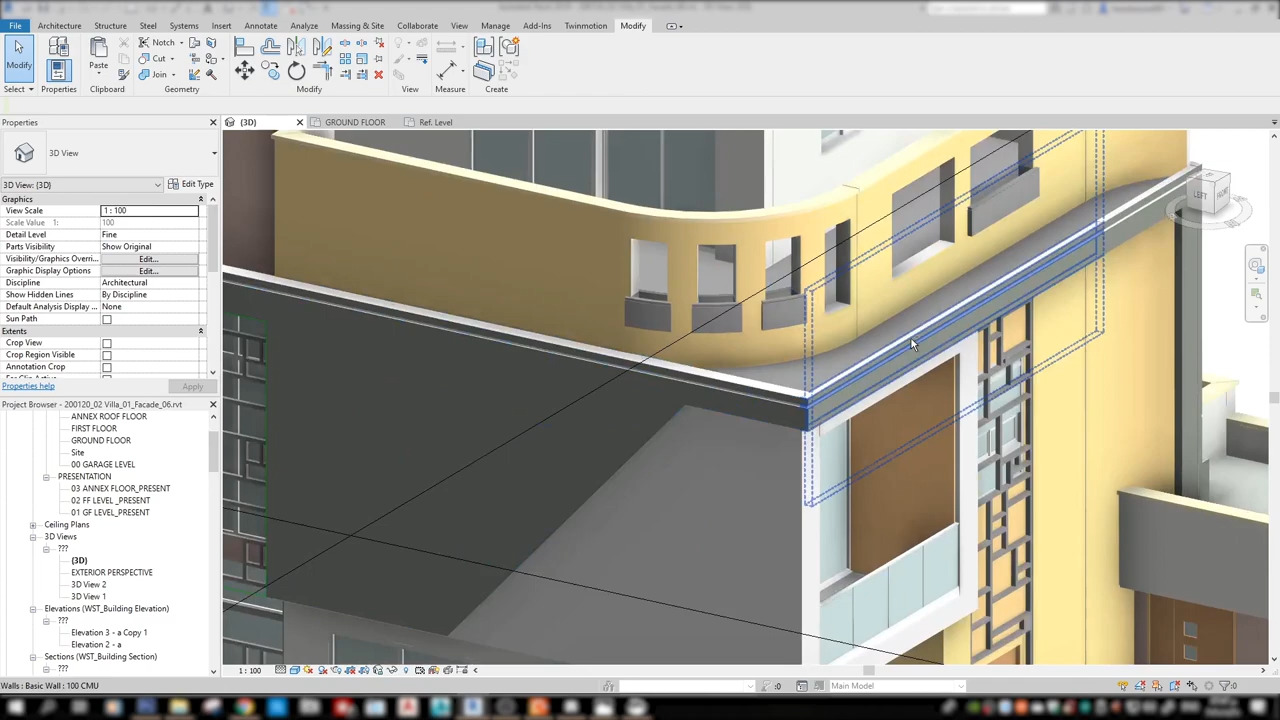 File Architecture Structure Steel Systems Insert Annotate Analyze Massing & Site Collaborate View Manage Add-Ins Twinmotion Modify
Modify
Paste
Notch
Cut
Join
Select Properties Clipboard Geometry Modify View Measure Create
Properties
{3D} GROUND FLOOR Ref. Level
3D View
3D View: {3D} Edit Type
Graphics
View Scale 1 : 100
Scale Value 1: 100
Detail Level Fine
Parts Visibility Show Original
Visibility/Graphics Overri... Edit...
Graphic Display Options Edit...
Discipline Architectural
Show Hidden Lines By Discipline
Default Analysis Display ... None
Sun Path
Extents
Crop View
Crop Region Visible
Annotation Crop
Properties help Apply
Project Browser - 200120_02 Villa_01_Facade_06.rvt
ANNEX ROOF FLOOR
FIRST FLOOR
GROUND FLOOR
Site
00 GARAGE LEVEL
PRESENTATION
03 ANNEX FLOOR_PRESENT
02 FF LEVEL _PRESENT
01 GF LEVEL_PRESENT
Ceiling Plans
3D Views
???
{3D}
EXTERIOR PERSPECTIVE
3D View 2
3D View 1
Elevations (WST_Building Elevation)
???
Elevation 3 - a Copy 1
Elevation 2 - a
Sections (WST_Building Section)
???
LEFT FRONT
1 : 100
Walls : Basic Wall : 100 CMU
:0 Main Model :0